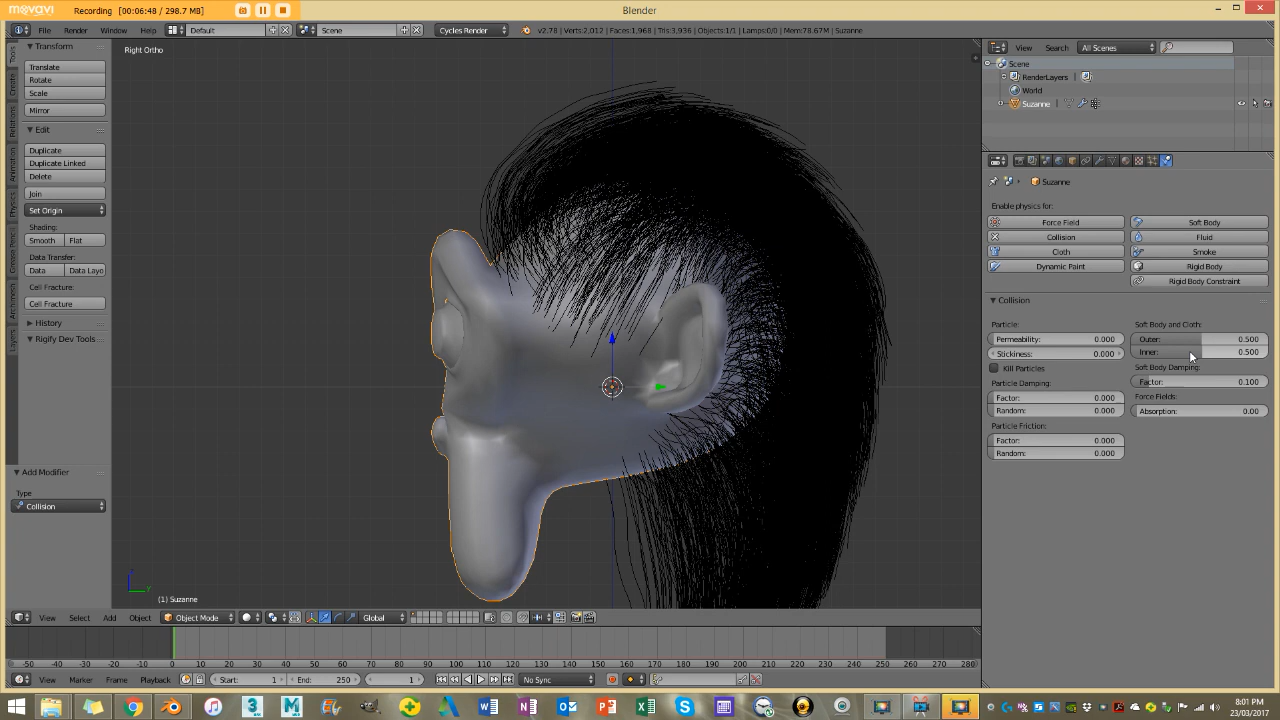 movavi
Recording [00:06:48 / 298.7 MB]
Blender
File Render Window Help
Default
Scene
Cycles Render
v2.78 | Verts:2,012 | Faces:1,968 | Tris:3,936 | Objects:1/1 | Lamps:0/0 | Mem:78.67M | Suzanne
Tools
Create
Relations
Animation
Physics
Grease Pencil
Archimesh
Layers
Transform
Translate
Rotate
Scale
Mirror
Edit
Duplicate
Duplicate Linked
Delete
Join
Set Origin
Shading:
Smooth Flat
Data Transfer:
Data Data Layo
Cell Fracture:
Cell Fracture
History
Rigify Dev Tools
Add Modifier
Type
Collision
Right Ortho
(1) Suzanne
View Select Add Object
Object Mode
Global
-50 -40 -30 -20 -10 0 10 20 30 40 50 60 70 80 90 100 110 120 130 140 150 160 170 180 190 200 210 220 230 240 250 260 270 280
View Marker Frame Playback
Start: 1
End: 250
1
No Sync
View Search
All Scenes
Scene
RenderLayers
World
Suzanne
Suzanne
Enable physics for:
Force Field Soft Body
Collision Fluid
Cloth Smoke
Dynamic Paint Rigid Body
Rigid Body Constraint
Collision
Particle: Soft Body and Cloth:
Permeability: 0.000 Outer: 0.500
Stickiness: 0.000 Inner: 0.500
Kill Particles Soft Body Damping:
Particle Damping: Factor: 0.100
Factor: 0.000 Force Fields:
Random: 0.000 Absorption: 0.00
Particle Friction:
Factor: 0.000
Random: 0.000
8:01 PM
23/03/2017